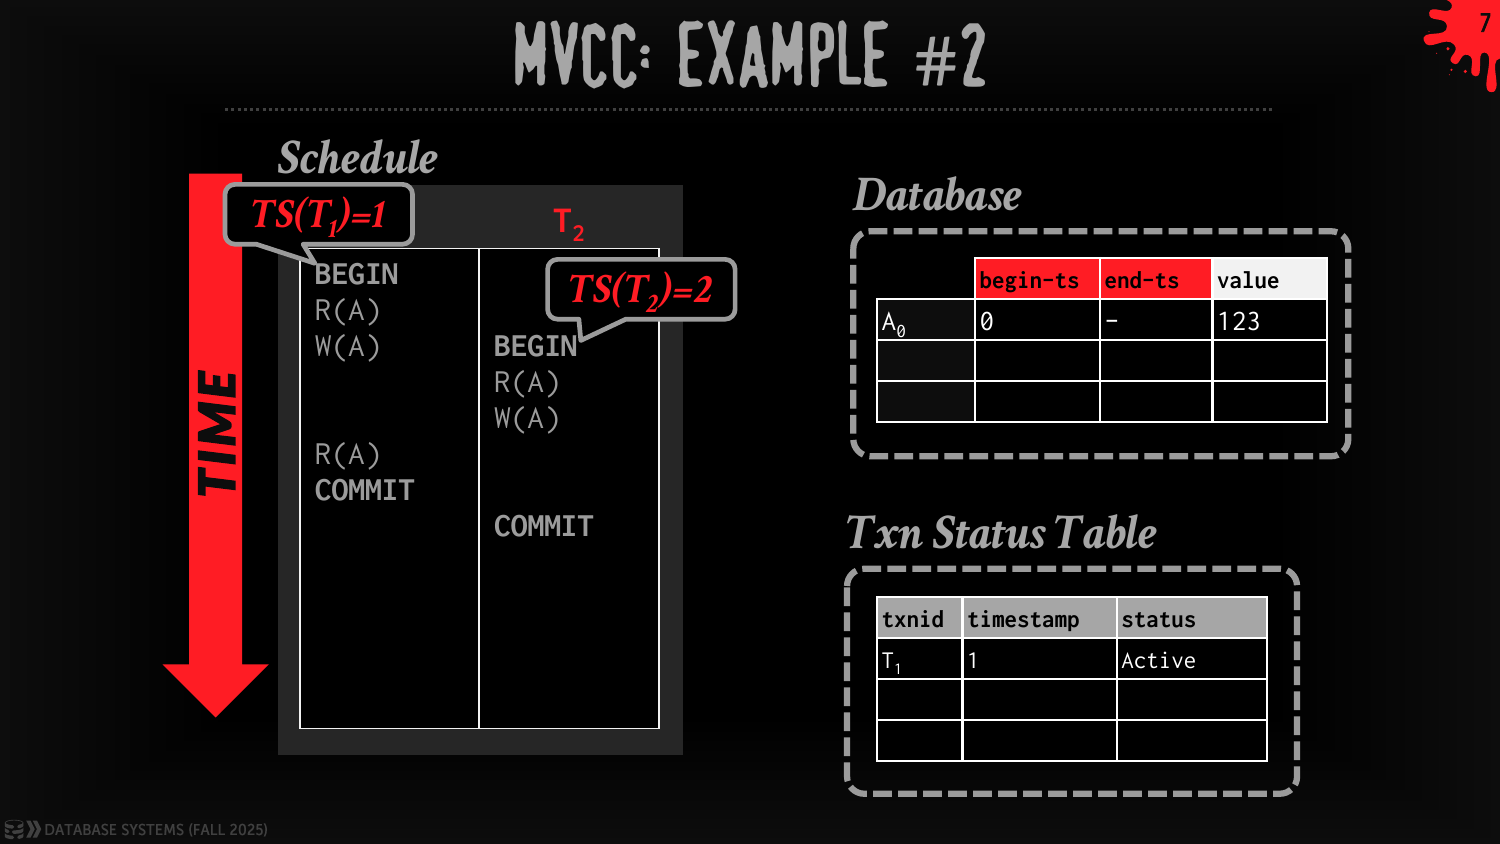 MVCC: EXAMPLE #2
7
Schedule
TS(T1)=1
T2
BEGIN
R(A)
W(A)
R(A)
COMMIT
TS(T2)=2
BEGIN
R(A)
W(A)
COMMIT
TIME
Database
begin-ts end-ts value
A0 0 – 123
Txn Status Table
txnid timestamp status
T1 1 Active
DATABASE SYSTEMS (FALL 2025)